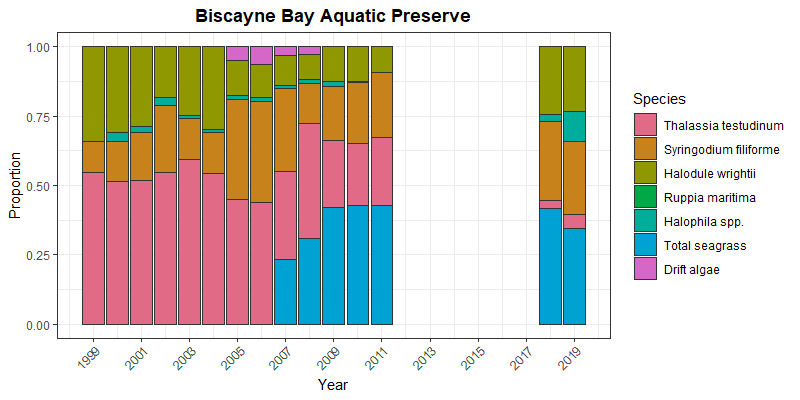 Biscayne Bay Aquatic Preserve
1.00
0.75
0.50
0.25
0.00
Proportion
1999
2001
2003
2005
2007
2009
2011
2013
2015
2017
2019
Year
Species
Thalassia testudinum
Syringodium filiforme
Halodule wrightii
Ruppia maritima
Halophila spp.
Total seagrass
Drift algae